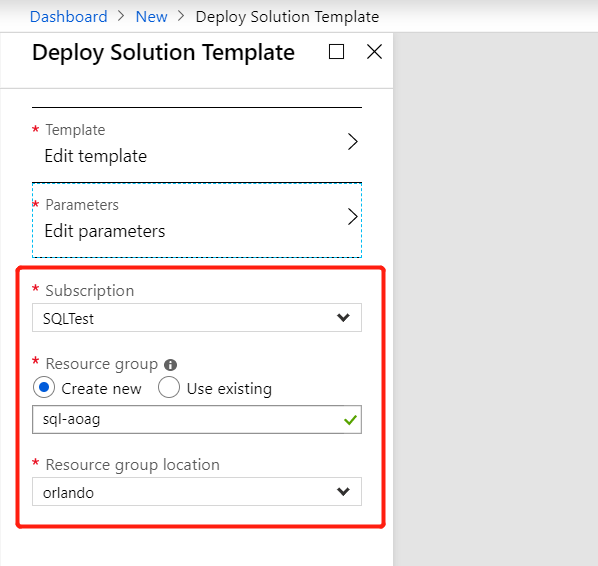 Dashboard > New > Deploy Solution Template
Deploy Solution Template
* Template
Edit template
* Parameters
Edit parameters
* Subscription
SQLTest
* Resource group
Create new Use existing
sql-aoag
* Resource group location
orlando